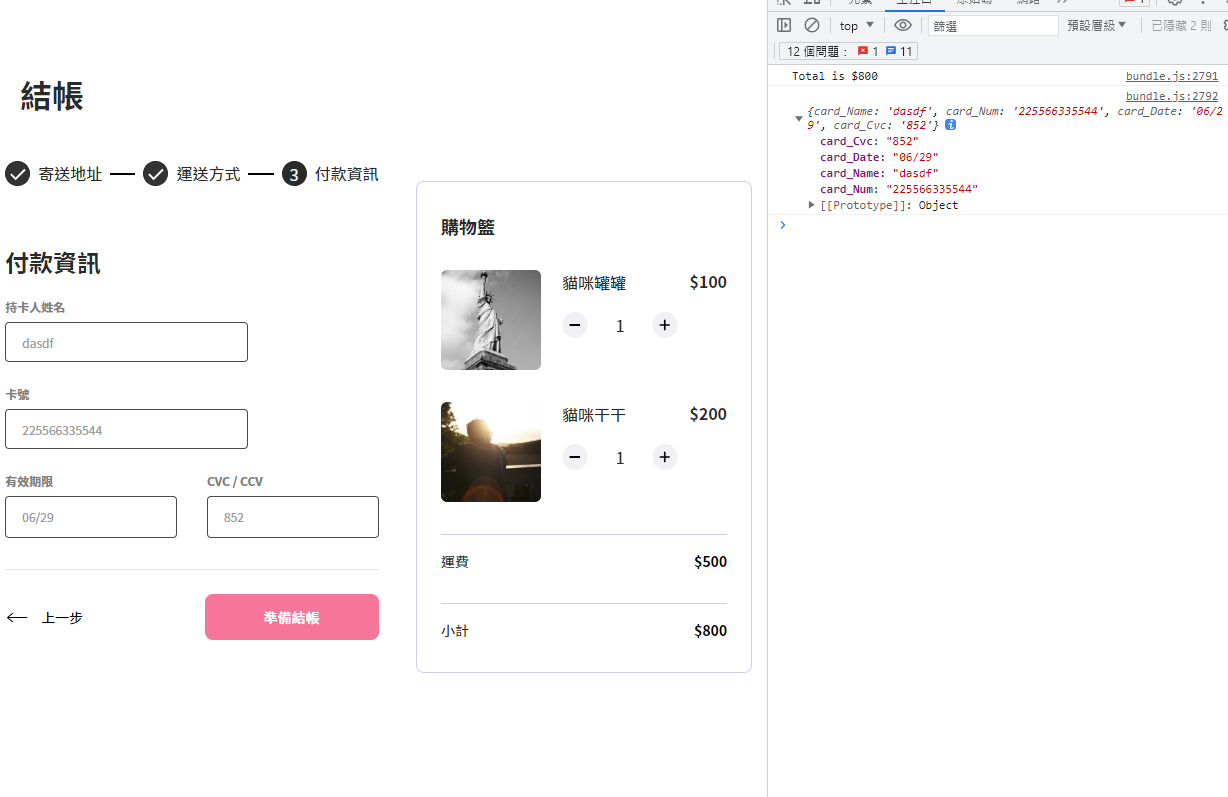 結帳
寄送地址 運送方式 3 付款資訊
付款資訊
持卡人姓名
dasdf
卡號
225566335544
有效期限 CVC / CCV
06/29 852
上一步 準備結帳
購物籃
貓咪罐罐 $100
1
貓咪干干 $200
1
運費 $500
小計 $800
top 篩選 預設層級 已隱藏 2 則
12 個問題： 1 11
Total is $800 bundle.js:2791
bundle.js:2792
{card_Name: 'dasdf', card_Num: '225566335544', card_Date: '06/2
9', card_Cvc: '852'}
card_Cvc: "852"
card_Date: "06/29"
card_Name: "dasdf"
card_Num: "225566335544"
[[Prototype]]: Object